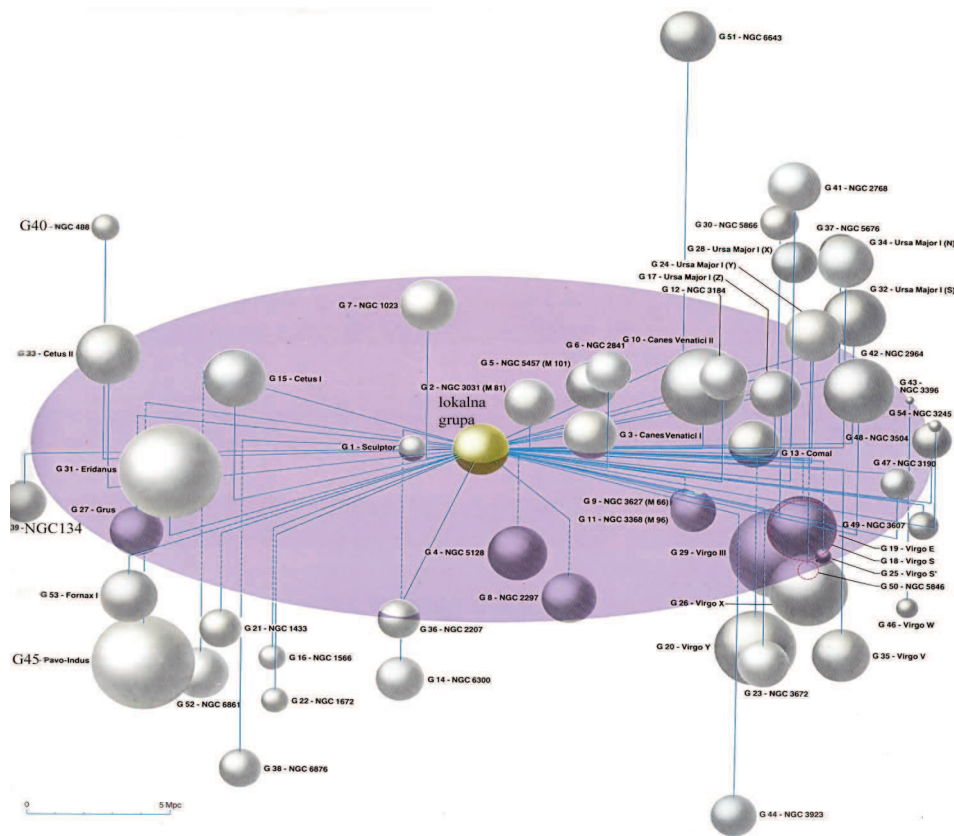 G 51 - NGC 6643
G 41 - NGC 2768
G40 - NGC 488
G 30 - NGC 5866
G 37 - NGC 5676
G 34 - Ursa Major I (N)
G 28 - Ursa Major I (X)
G 24 - Ursa Major I (Y)
G 17 - Ursa Major I (Z)
G 12 - NGC 3184
G 32 - Ursa Major I (S)
G 7 - NGC 1023
G 10 - Canes Venatici II
G 6 - NGC 2841
G 33 - Cetus II
G 42 - NGC 2964
G 5 - NGC 5457 (M 101)
G 15 - Cetus I
G 2 - NGC 3031 (M 81)
G 43 -
NGC 3396
lokalna
grupa
G 54 - NGC 3245
G 3 - Canes Venatici I
G 1 - Sculptor
G 48 - NGC 3504
G 13 - Comal
G 47 - NGC 3190
G 31 - Eridanus
G 9 - NGC 3627 (M 66)
G 27 - Grus
G 11 - NGC 3368 (M 96)
39 - NGC134
G 49 - NGC 3607
G 19 - Virgo E
G 4 - NGC 5128
G 29 - Virgo III
G 18 - Virgo S
G 25 - Virgo S'
G 50 - NGC 5846
G 53 - Fornax I
G 8 - NGC 2297
G 26 - Virgo X
G 46 - Virgo W
G 21 - NGC 1433
G 36 - NGC 2207
G 20 - Virgo Y
G 35 - Virgo V
G45 - Pavo-Indus
G 16 - NGC 1566
G 14 - NGC 6300
G 23 - NGC 3672
G 52 - NGC 6861
G 22 - NGC 1672
G 38 - NGC 6876
0 5 Mpc
G 44 - NGC 3923